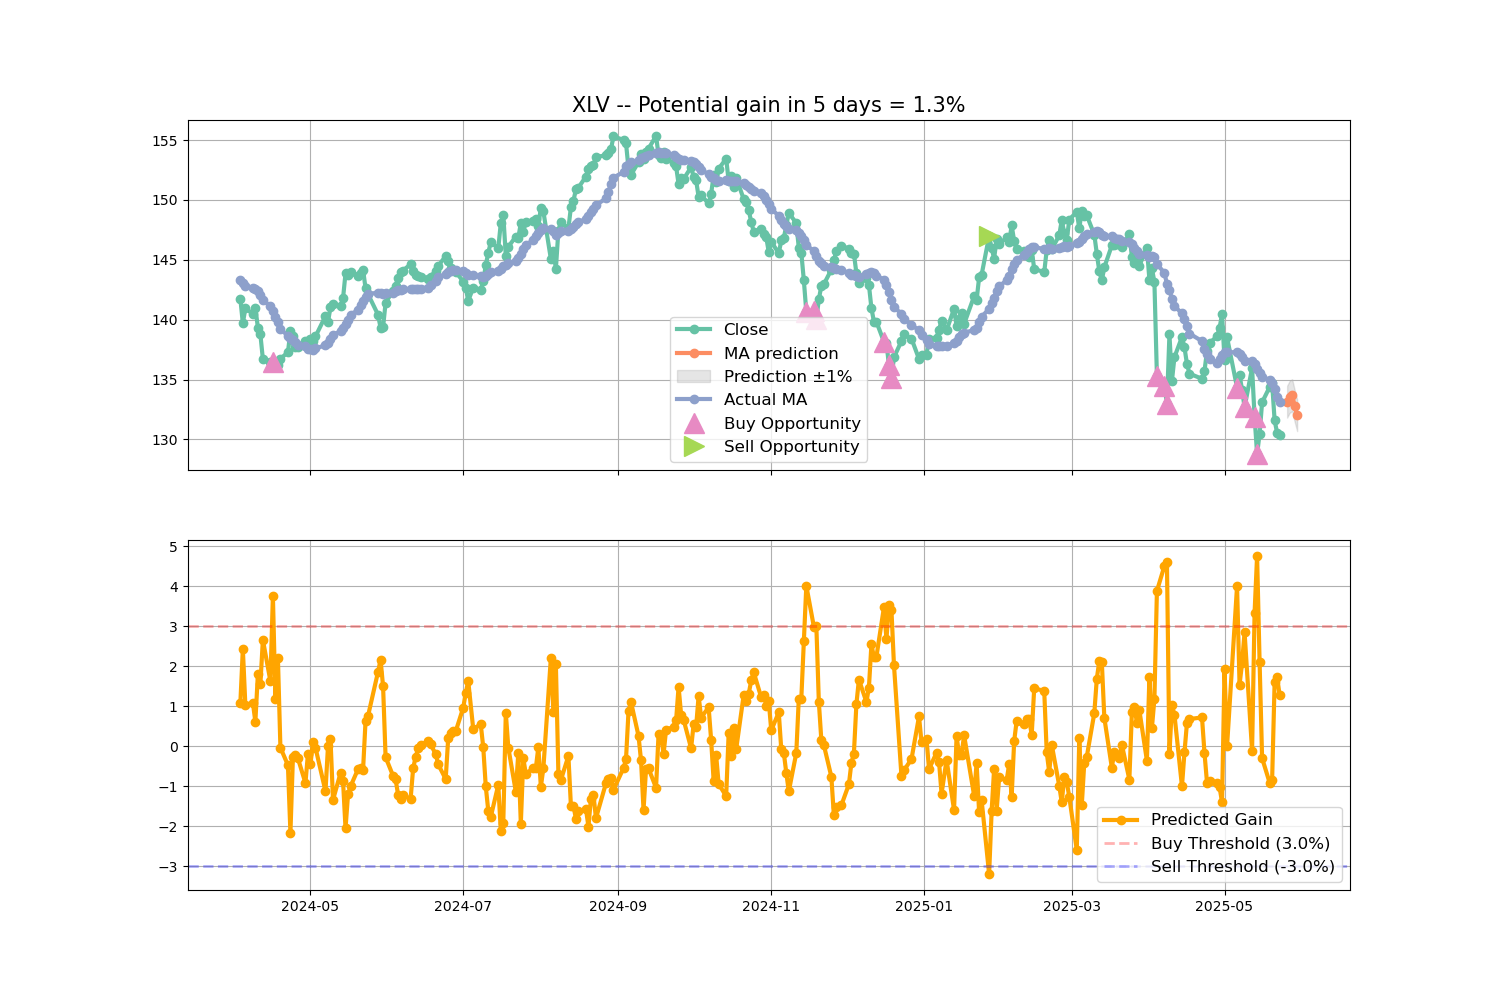 XLV -- Potential gain in 5 days = 1.3%
155
150
145
140
135
130
Close
MA prediction
Prediction ±1%
Actual MA
Buy Opportunity
Sell Opportunity
5
4
3
2
1
0
−1
−2
−3
Predicted Gain
Buy Threshold (3.0%)
Sell Threshold (-3.0%)
2024-05
2024-07
2024-09
2024-11
2025-01
2025-03
2025-05